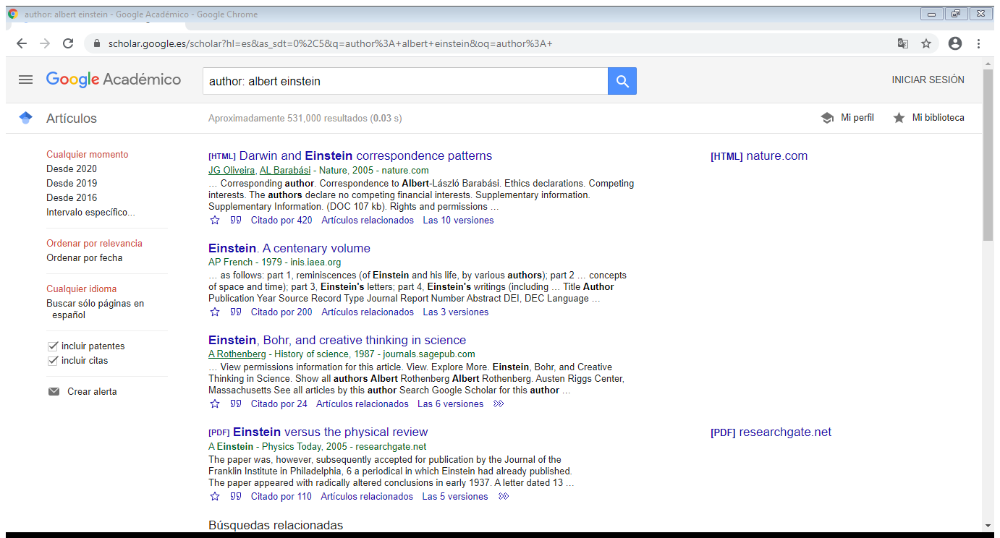 author: albert einstein - Google Académico - Google Chrome
scholar.google.es/scholar?hl=es&as_sdt=0%2C5&q=author%3A+albert+einstein&oq=author%3A+
Google Académico
author: albert einstein
INICIAR SESIÓN
Artículos
Aproximadamente 531,000 resultados (0.03 s)
Mi perfil
Mi biblioteca
Cualquier momento
Desde 2020
Desde 2019
Desde 2016
Intervalo específico...
Ordenar por relevancia
Ordenar por fecha
Cualquier idioma
Buscar sólo páginas en
español
incluir patentes
incluir citas
Crear alerta
[HTML] Darwin and Einstein correspondence patterns
JG Oliveira, AL Barabási - Nature, 2005 - nature.com
… Corresponding author. Correspondence to Albert-László Barabási. Ethics declarations. Competing
interests. The authors declare no competing financial interests. Supplementary information.
Supplementary Information. (DOC 107 kb). Rights and permissions …
Citado por 420 Artículos relacionados Las 10 versiones
[HTML] nature.com
Einstein. A centenary volume
AP French - 1979 - inis.iaea.org
… as follows: part 1, reminiscences (of Einstein and his life, by various authors); part 2 … concepts
of space and time); part 3, Einstein's letters; part 4, Einstein's writings (including … Title Author
Publication Year Source Record Type Journal Report Number Abstract DEI, DEC Language …
Citado por 200 Artículos relacionados Las 3 versiones
Einstein, Bohr, and creative thinking in science
A Rothenberg - History of science, 1987 - journals.sagepub.com
… View permissions information for this article. View. Explore More. Einstein, Bohr, and Creative
Thinking in Science. Show all authors Albert Rothenberg Albert Rothenberg. Austen Riggs Center,
Massachusetts See all articles by this author Search Google Scholar for this author …
Citado por 24 Artículos relacionados Las 6 versiones
[PDF] Einstein versus the physical review
A Einstein - Physics Today, 2005 - researchgate.net
The paper was, however, subsequently accepted for publication by the Journal of the
Franklin Institute in Philadelphia, 6 a periodical in which Einstein had already published.
The paper appeared with radically altered conclusions in early 1937. A letter dated 13 …
Citado por 110 Artículos relacionados Las 5 versiones
[PDF] researchgate.net
Búsquedas relacionadas